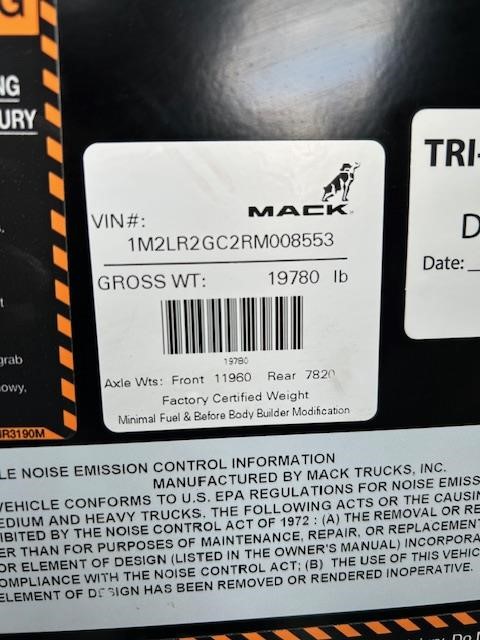 G
NG
URY
grab
owy,
R3190M
MACK
VIN#:
1M2LR2GC2RM008553
GROSS WT: 19780 lb
19780
Axle Wts: Front 11960 Rear 7820
Factory Certified Weight
Minimal Fuel & Before Body Builder Modification
TRI-
D
Date:_
LE NOISE EMISSION CONTROL INFORMATION
MANUFACTURED BY MACK TRUCKS, INC.
VEHICLE CONFORMS TO U.S. EPA REGULATIONS FOR NOISE EMISS
EDIUM AND HEAVY TRUCKS. THE FOLLOWING ACTS OR THE CAUSIN
IBITED BY THE NOISE CONTROL ACT OF 1972 : (A) THE REMOVAL OR RE
ER THAN FOR PURPOSES OF MAINTENANCE, REPAIR, OR REPLACEMENT
OR ELEMENT OF DESIGN (LISTED IN THE OWNER'S MANUAL) INCORPORA
OMPLIANCE WITH THE NOISE CONTROL ACT; (B) THE USE OF THIS VEHIC
ELEMENT OF DESIGN HAS BEEN REMOVED OR RENDERED INOPERATIVE.